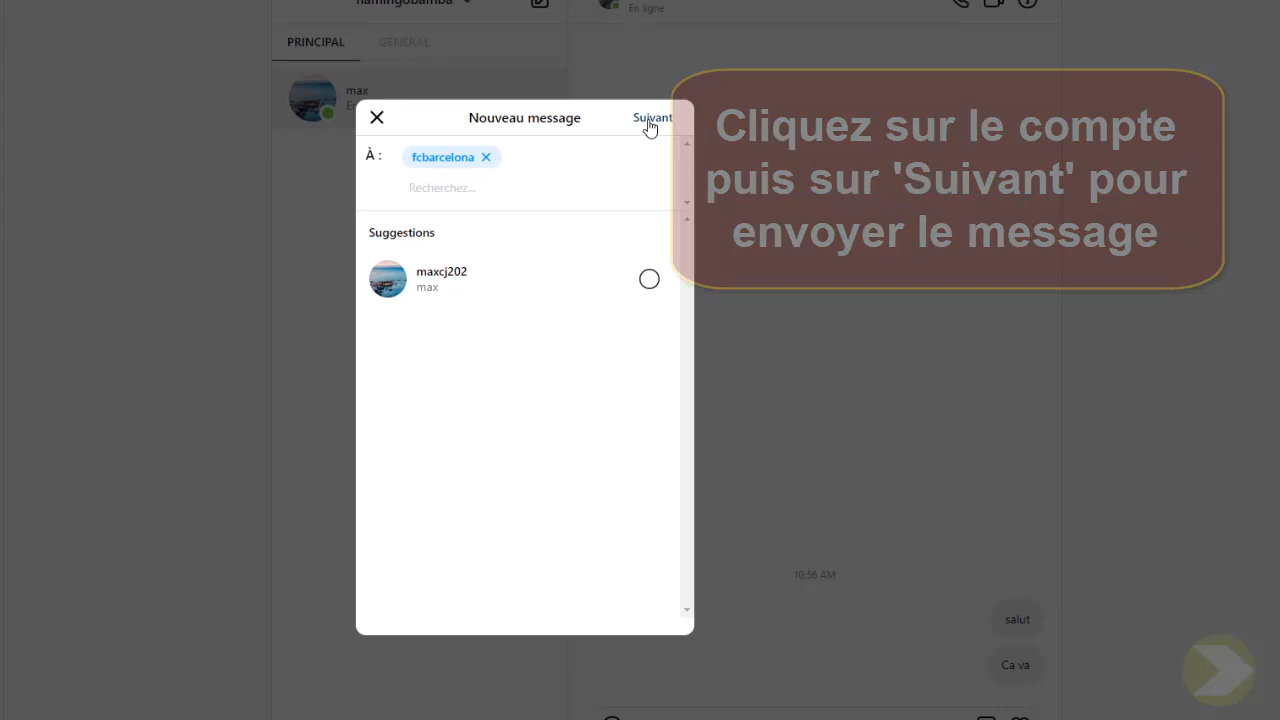 flamingobamba
En ligne
PRINCIPAL
GÉNÉRAL
max
Nouveau message
Suivant
À :
fcbarcelona
Recherchez...
Suggestions
maxcj202
max
Cliquez sur le compte
puis sur 'Suivant' pour
envoyer le message
10:56 AM
salut
Ca va